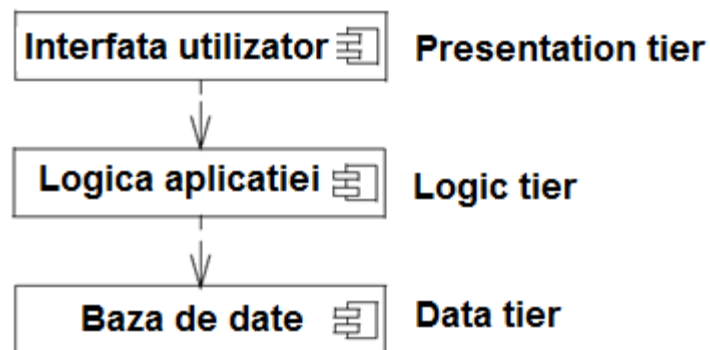 Interfata utilizator
Presentation tier
Logica aplicatiei
Logic tier
Baza de date
Data tier